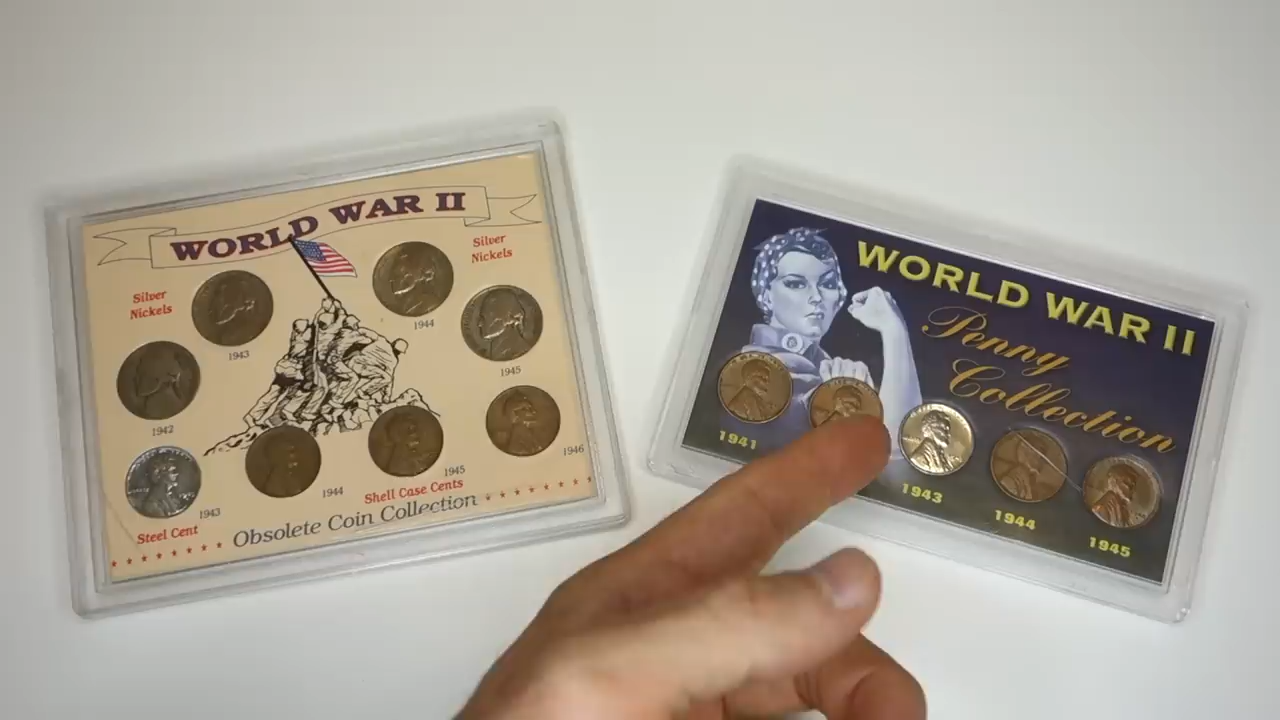 WORLD WAR II
Silver
Nickels
Silver
Nickels
1944
1943
1945
1942
1946
1945
1944
1943
Shell Case Cents
Steel Cent
Obsolete Coin Collection
WORLD WAR II
Penny
Collection
1941
1943
1944
1945